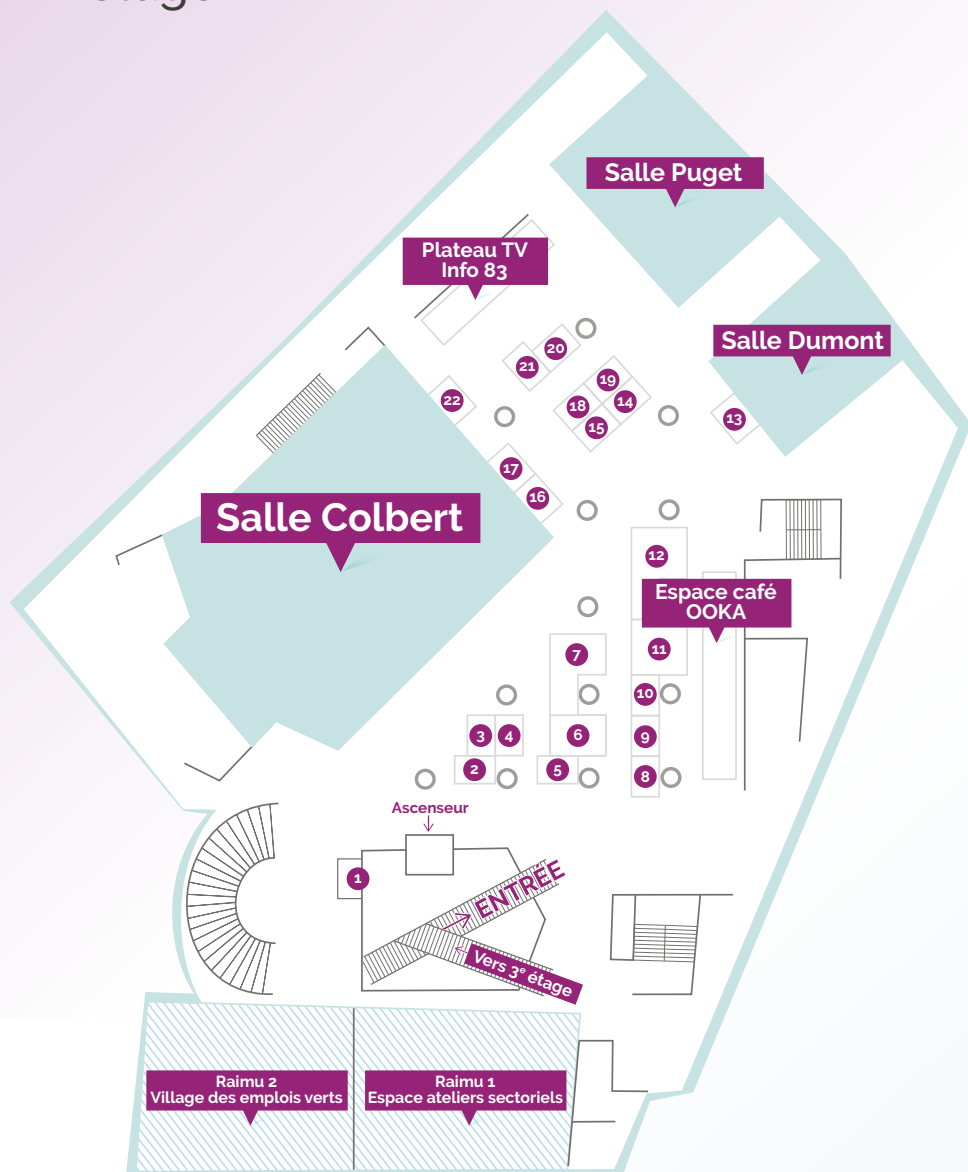 Salle Puget
Plateau TV
Info 83
Salle Dumont
20
21
19
22
18
14
15
13
17
16
Salle Colbert
12
Espace café
OOKA
7
11
10
3
4
6
9
2
5
8
Ascenseur
1
ENTRÉE
Vers 3e étage
Raimu 2
Village des emplois verts
Raimu 1
Espace ateliers sectoriels